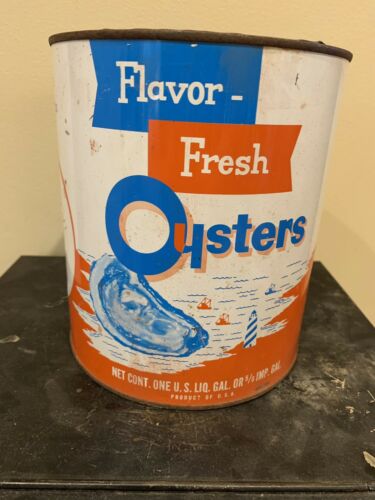 Flavor-
Fresh
Oysters
NET CONT. ONE U.S. LIQ. GAL. OR 5/6 IMP. GAL.
PRODUCT OF U.S.A.